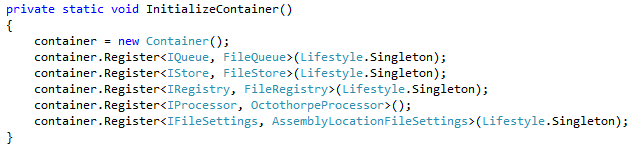 private static void InitializeContainer()
{
    container = new Container();
    container.Register<IQueue, FileQueue>(Lifestyle.Singleton);
    container.Register<IStore, FileStore>(Lifestyle.Singleton);
    container.Register<IRegistry, FileRegistry>(Lifestyle.Singleton);
    container.Register<IProcessor, OctothorpeProcessor>();
    container.Register<IFileSettings, AssemblyLocationFileSettings>(Lifestyle.Singleton);
}